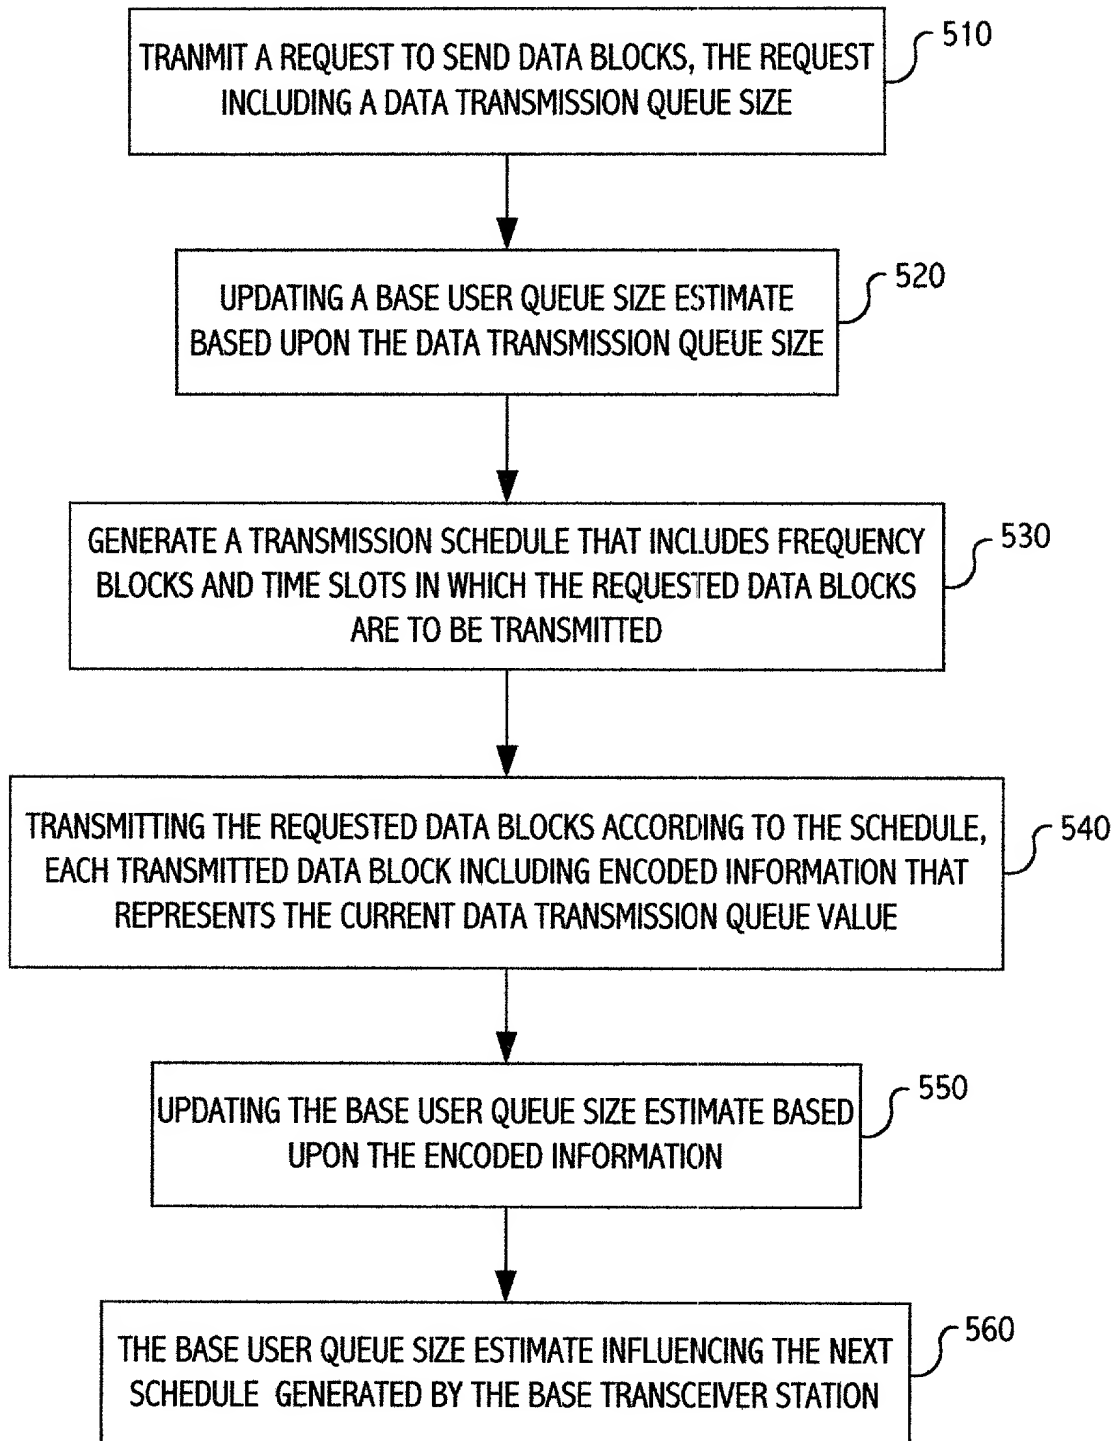 TRANMIT A REQUEST TO SEND DATA BLOCKS, THE REQUEST
INCLUDING A DATA TRANSMISSION QUEUE SIZE
510
UPDATING A BASE USER QUEUE SIZE ESTIMATE
BASED UPON THE DATA TRANSMISSION QUEUE SIZE
520
GENERATE A TRANSMISSION SCHEDULE THAT INCLUDES FREQUENCY
BLOCKS AND TIME SLOTS IN WHICH THE REQUESTED DATA BLOCKS
ARE TO BE TRANSMITTED
530
TRANSMITTING THE REQUESTED DATA BLOCKS ACCORDING TO THE SCHEDULE,
EACH TRANSMITTED DATA BLOCK INCLUDING ENCODED INFORMATION THAT
REPRESENTS THE CURRENT DATA TRANSMISSION QUEUE VALUE
540
UPDATING THE BASE USER QUEUE SIZE ESTIMATE BASED
UPON THE ENCODED INFORMATION
550
THE BASE USER QUEUE SIZE ESTIMATE INFLUENCING THE NEXT
SCHEDULE GENERATED BY THE BASE TRANSCEIVER STATION
560